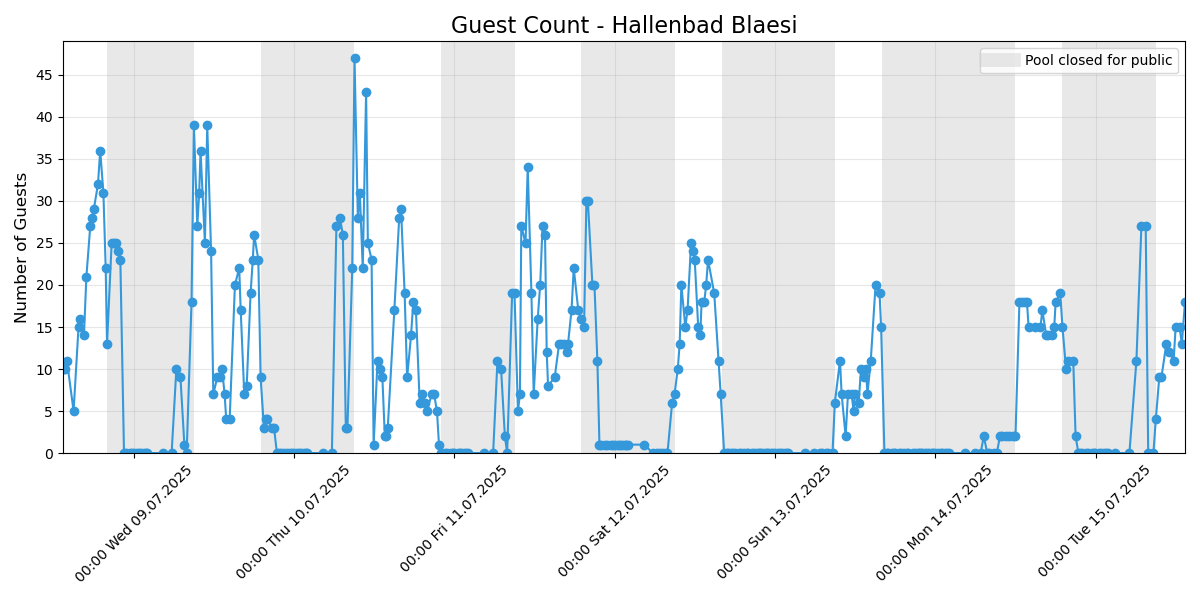 Guest Count - Hallenbad Blaesi
Pool closed for public
Number of Guests
45
40
35
30
25
20
15
10
5
0
00:00 Wed 09.07.2025
00:00 Thu 10.07.2025
00:00 Fri 11.07.2025
00:00 Sat 12.07.2025
00:00 Sun 13.07.2025
00:00 Mon 14.07.2025
00:00 Tue 15.07.2025